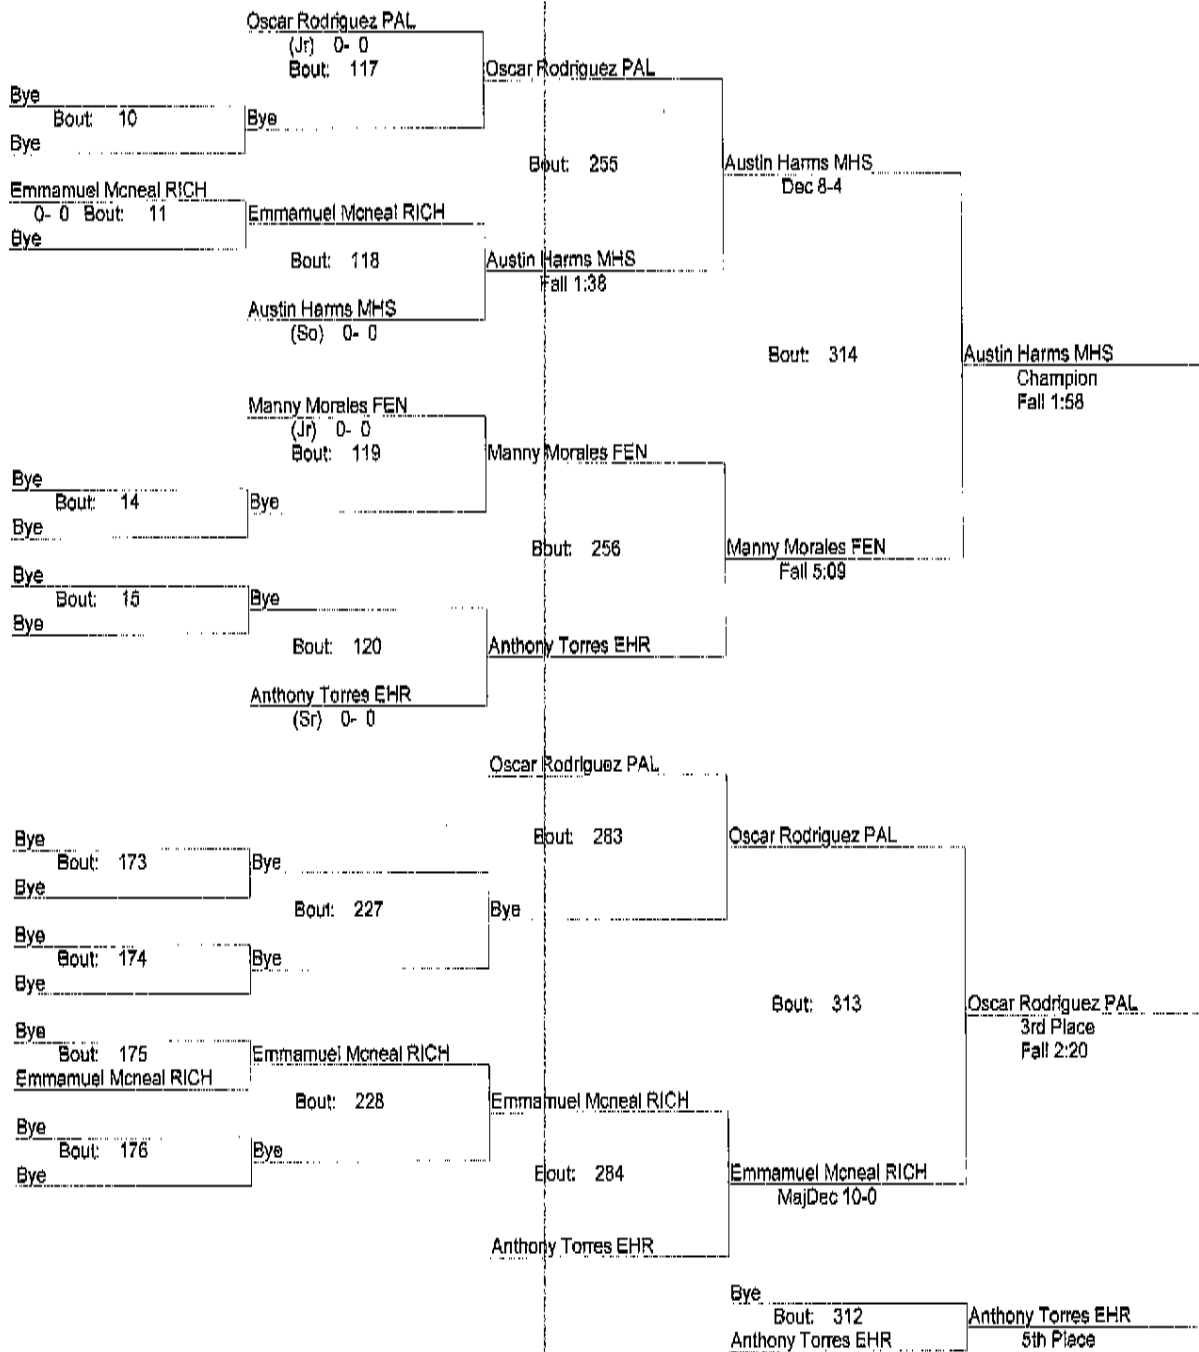 Oscar Rodriguez PAL
(Jr) 0- 0
Bout: 117
Oscar Rodriguez PAL
Bye
Bout: 10
Bye
Bye
Bout: 255
Austin Harms MHS
Dec 8-4
Emmamuel Mcneal RICH
0- 0 Bout: 11
Emmamuel Mcneal RICH
Bye
Bout: 118
Austin Harms MHS
Fall 1:38
Austin Harms MHS
(So) 0- 0
Bout: 314
Austin Harms MHS
Champion
Fall 1:58
Manny Morales FEN
(Jr) 0- 0
Bout: 119
Manny Morales FEN
Bye
Bout: 14
Bye
Bye
Bout: 256
Manny Morales FEN
Fall 5:09
Bye
Bout: 15
Bye
Bye
Bout: 120
Anthony Torres EHR
Anthony Torres EHR
(Sr) 0- 0
Oscar Rodriguez PAL
Bout: 283
Oscar Rodriguez PAL
Bye
Bout: 173
Bye
Bye
Bout: 227
Bye
Bye
Bout: 174
Bye
Bye
Bout: 313
Oscar Rodriguez PAL
3rd Place
Fall 2:20
Bye
Bout: 175
Emmamuel Mcneal RICH
Emmamuel Mcneal RICH
Bout: 228
Emmamuel Mcneal RICH
Bye
Bout: 176
Bye
Bye
Bout: 284
Emmamuel Mcneal RICH
MajDec 10-0
Anthony Torres EHR
Bye
Bout: 312
Anthony Torres EHR
Anthony Torres EHR
5th Place